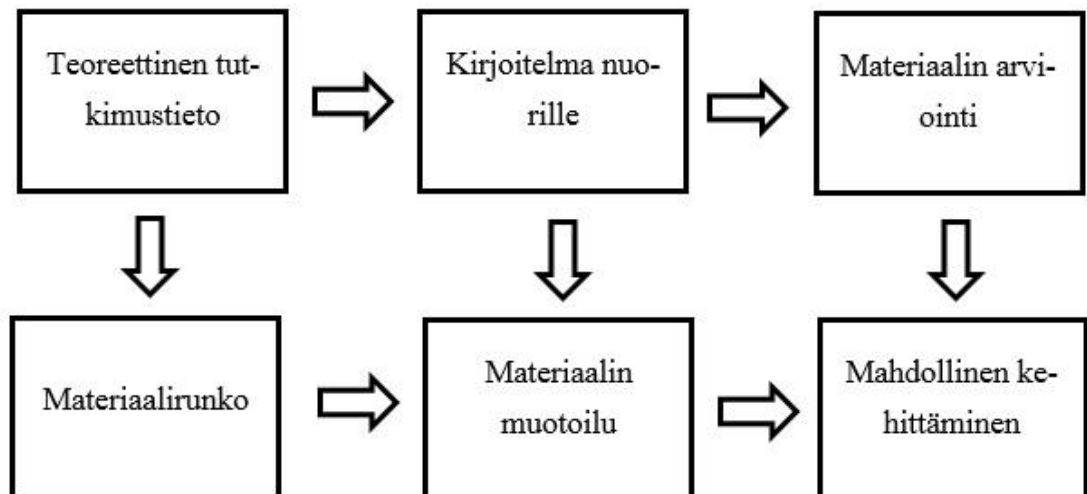 Teoreettinen tut-
kimustieto
Kirjoitelma nuo-
rille
Materiaalin arvi-
ointi
Materiaalirunko
Materiaalin
muotoilu
Mahdollinen ke-
hittäminen